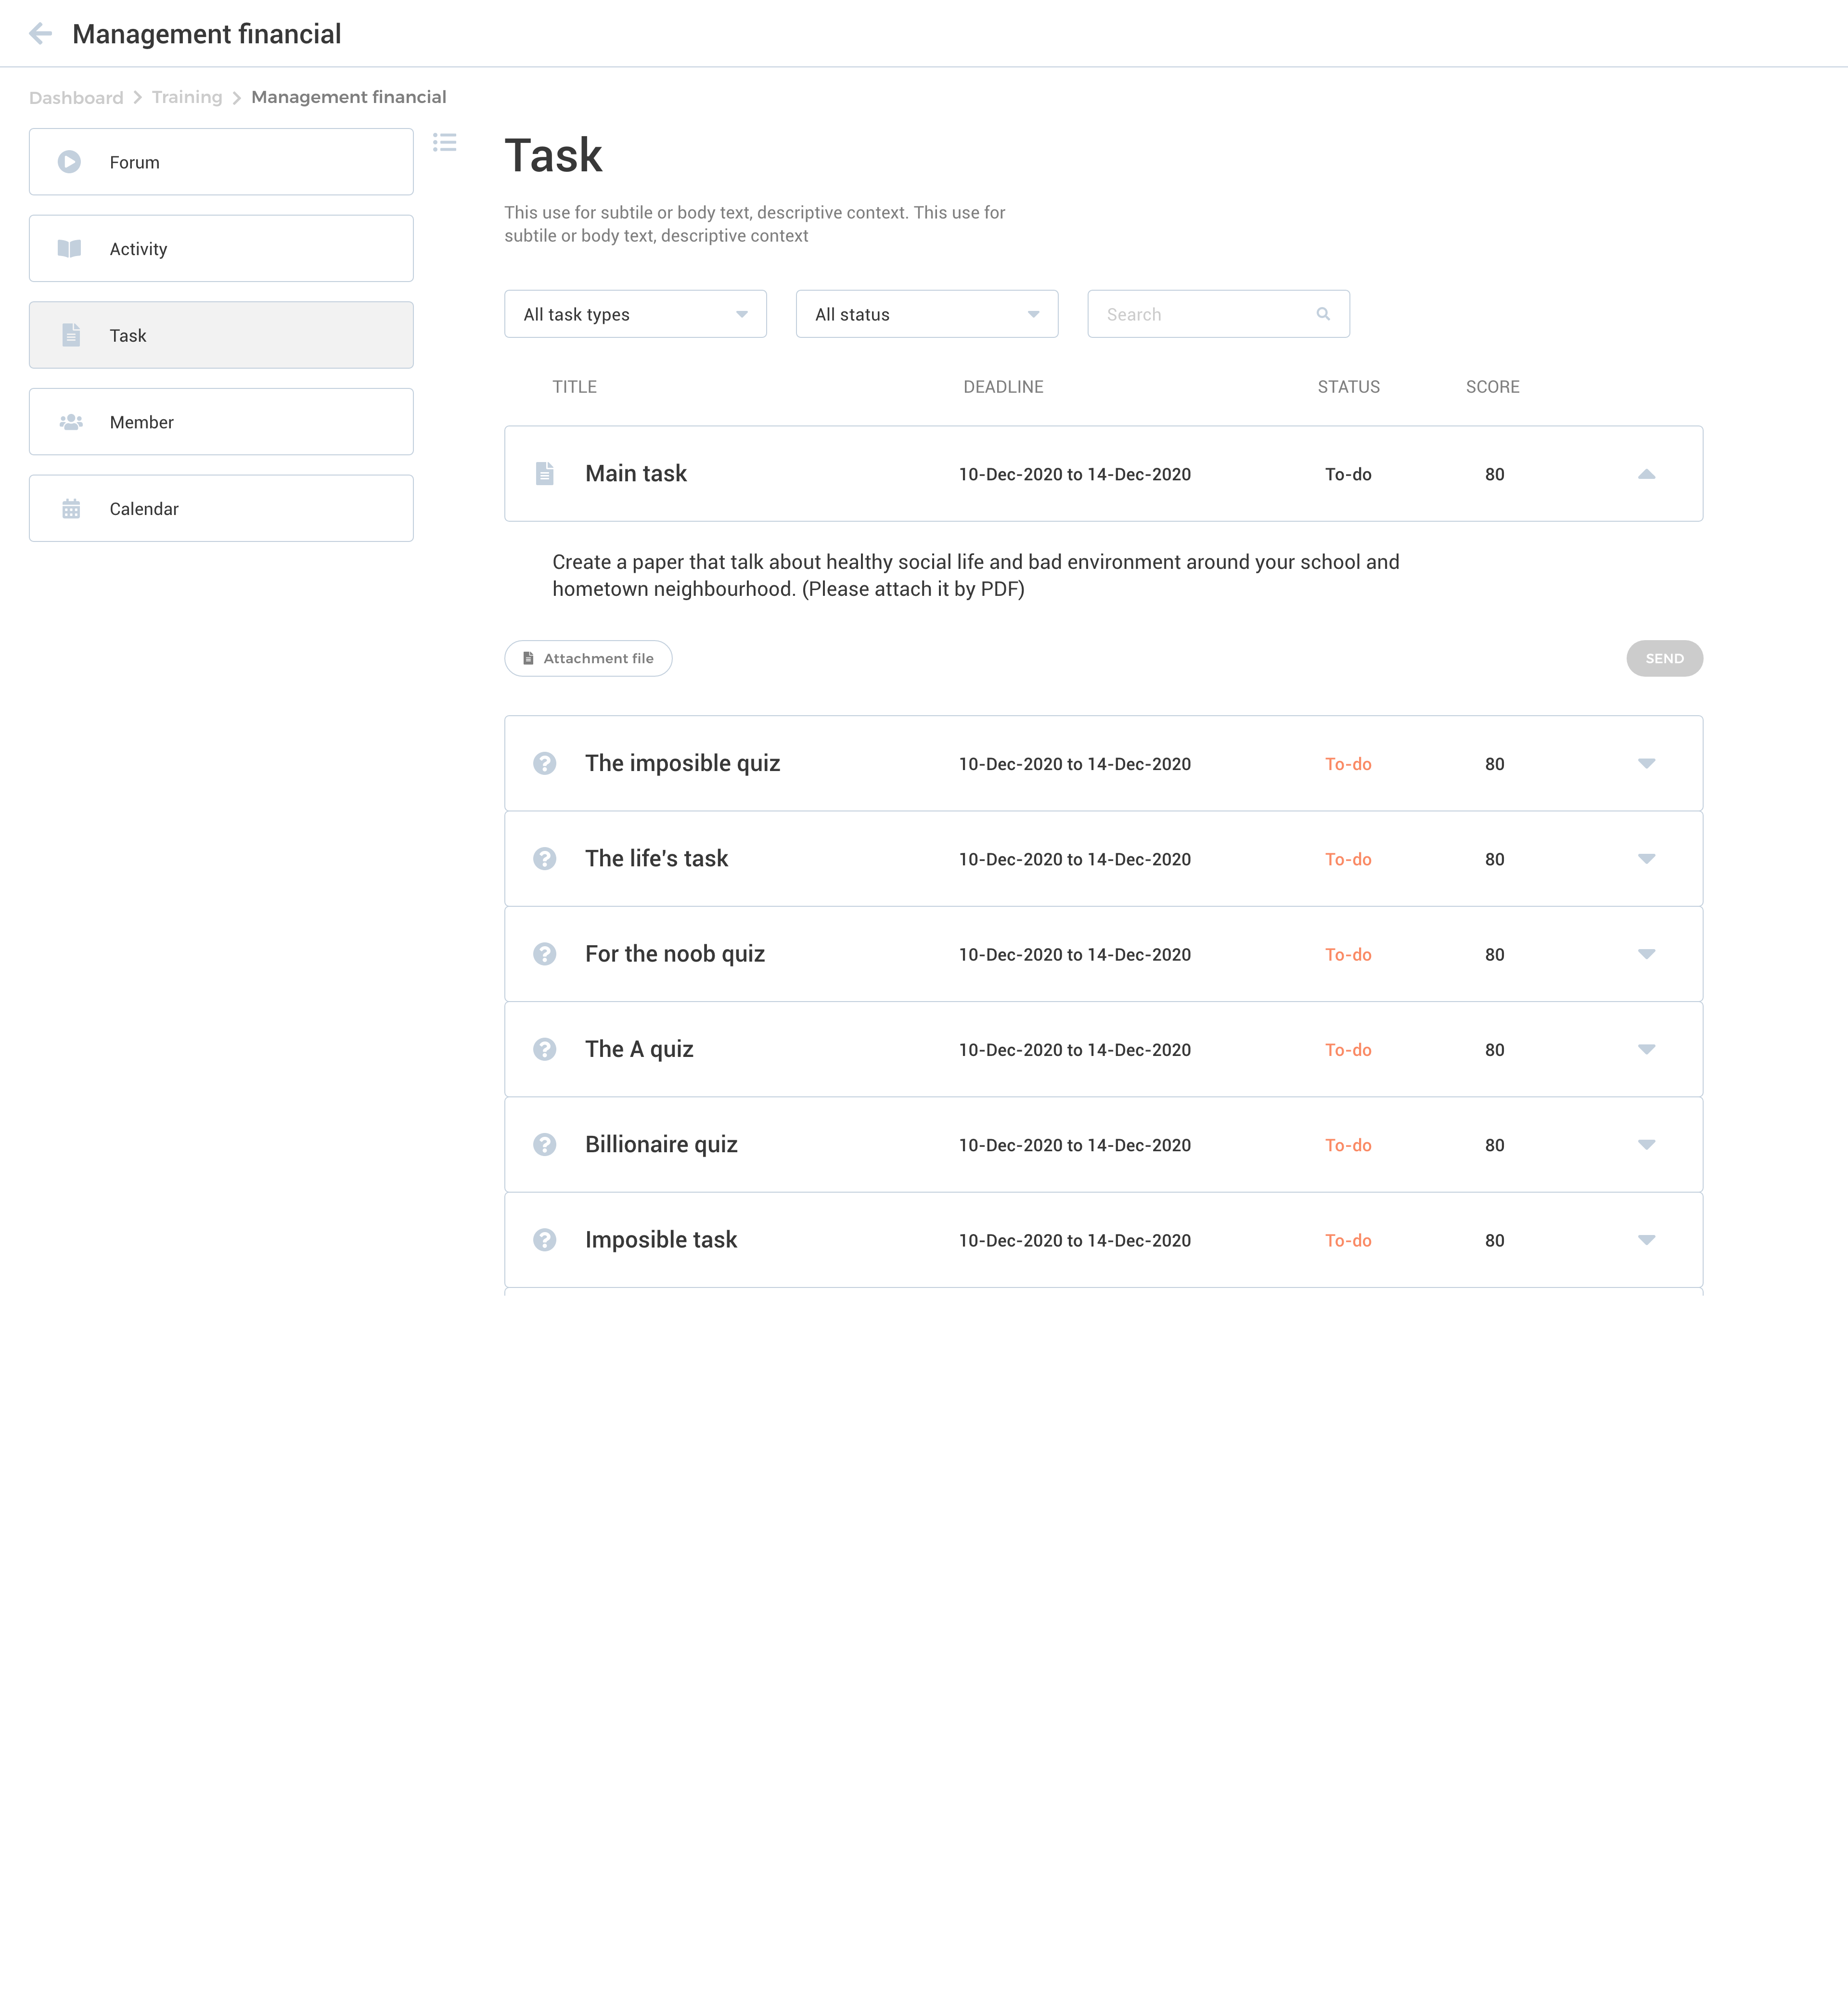 Management financial
Dashboard Training Management financial
Forum
Activity
Task
Member
Calendar
Task
This use for subtile or body text, descriptive context. This use for
subtile or body text, descriptive context
All task types All status Search
TITLE DEADLINE STATUS SCORE
Main task 10-Dec-2020 to 14-Dec-2020 To-do 80
Create a paper that talk about healthy social life and bad environment around your school and
hometown neighbourhood. (Please attach it by PDF)
Attachment file SEND
The imposible quiz 10-Dec-2020 to 14-Dec-2020 To-do 80
The life's task 10-Dec-2020 to 14-Dec-2020 To-do 80
For the noob quiz 10-Dec-2020 to 14-Dec-2020 To-do 80
The A quiz 10-Dec-2020 to 14-Dec-2020 To-do 80
Billionaire quiz 10-Dec-2020 to 14-Dec-2020 To-do 80
Imposible task 10-Dec-2020 to 14-Dec-2020 To-do 80